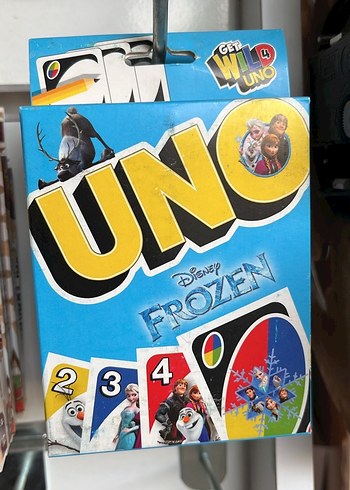 GET
WILD 4
UNO
UNO
Disney
FROZEN
2
3
4